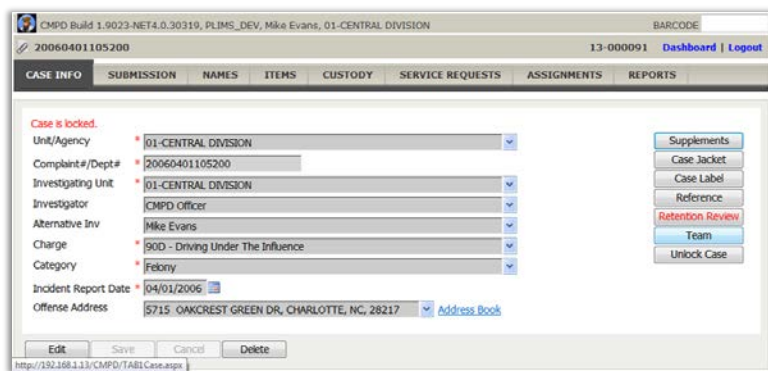 CMPD Build 1.9023-NET4.0.30319, PLIMS_DEV, Mike Evans, 01-CENTRAL DIVISION BARCODE
20060401105200 13-000091 Dashboard | Logout
CASE INFO SUBMISSION NAMES ITEMS CUSTODY SERVICE REQUESTS ASSIGNMENTS REPORTS
Case is locked.
Unit/Agency * 01-CENTRAL DIVISION Supplements
Complaint#/Dept# * 20060401105200 Case Jacket
Investigating Unit * 01-CENTRAL DIVISION Case Label
Investigator CMPD Officer Reference
Alternative Inv Mike Evans Retention Review
Charge * 90D - Driving Under The Influence Team
Category * Felony Unlock Case
Incident Report Date * 04/01/2006
Offense Address 5715 OAKCREST GREEN DR, CHARLOTTE, NC, 28217 Address Book
Edit Save Cancel Delete
http://192.168.1.13/CMPD/TAB1Case.aspx